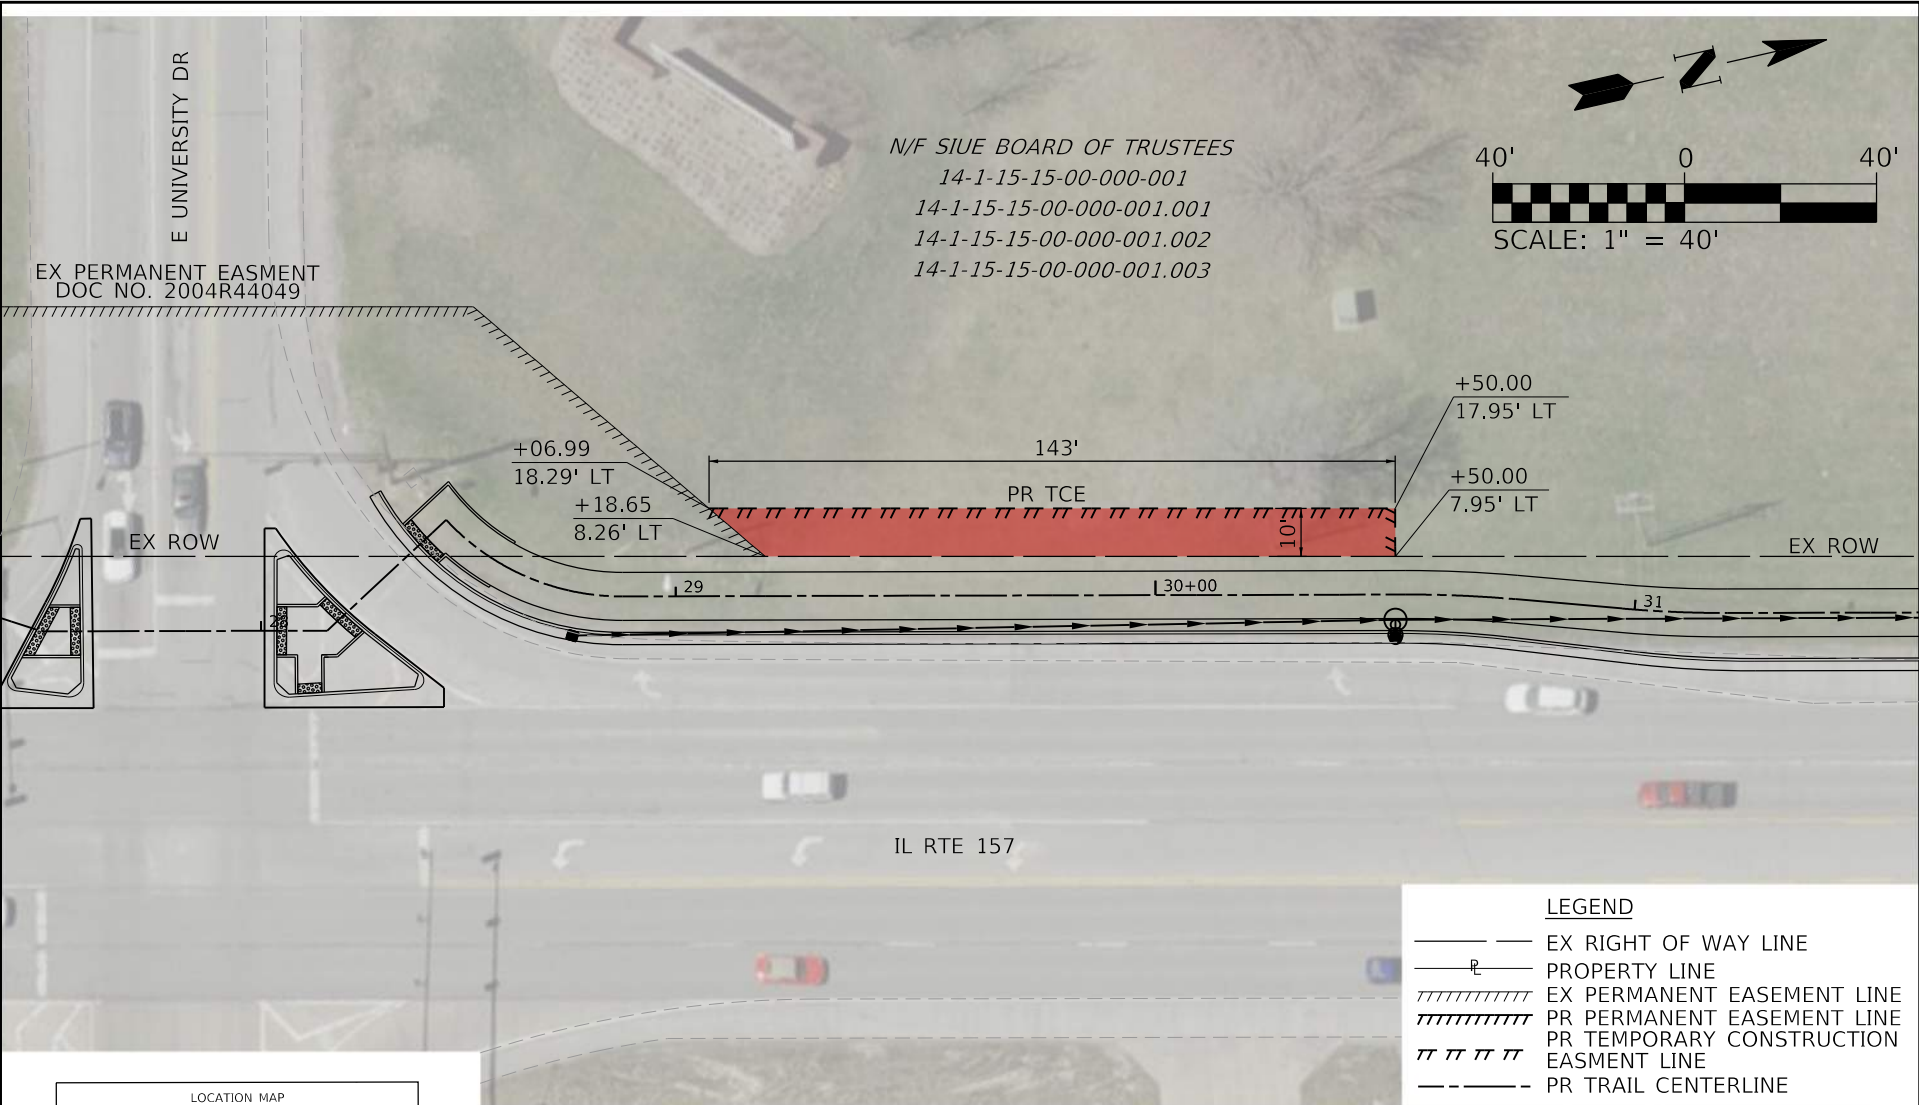 E UNIVERSITY DR
N/F SIUE BOARD OF TRUSTEES
14-1-15-15-00-000-001
14-1-15-15-00-000-001.001
14-1-15-15-00-000-001.002
14-1-15-15-00-000-001.003
N
40' 0 40'
SCALE: 1" = 40'
EX PERMANENT EASMENT
DOC NO. 2004R44049
+50.00
17.95' LT
+06.99
18.29' LT
143'
+50.00
7.95' LT
+18.65
8.26' LT
PR TCE
10'
EX ROW
EX ROW
29
30+00
31
IL RTE 157
LEGEND
EX RIGHT OF WAY LINE
PL PROPERTY LINE
EX PERMANENT EASEMENT LINE
PR PERMANENT EASEMENT LINE
PR TEMPORARY CONSTRUCTION
EASMENT LINE
PR TRAIL CENTERLINE
LOCATION MAP